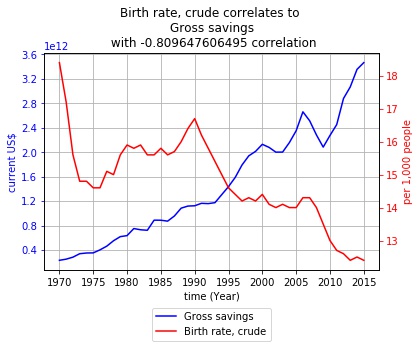 Birth rate, crude correlates to
Gross savings
with -0.809647606495 correlation
1e12
3.6
3.2
2.8
2.4
2.0
1.6
1.2
0.8
0.4
current US$
18
17
16
15
14
13
per 1,000 people
1970 1975 1980 1985 1990 1995 2000 2005 2010 2015
time (Year)
Gross savings
Birth rate, crude